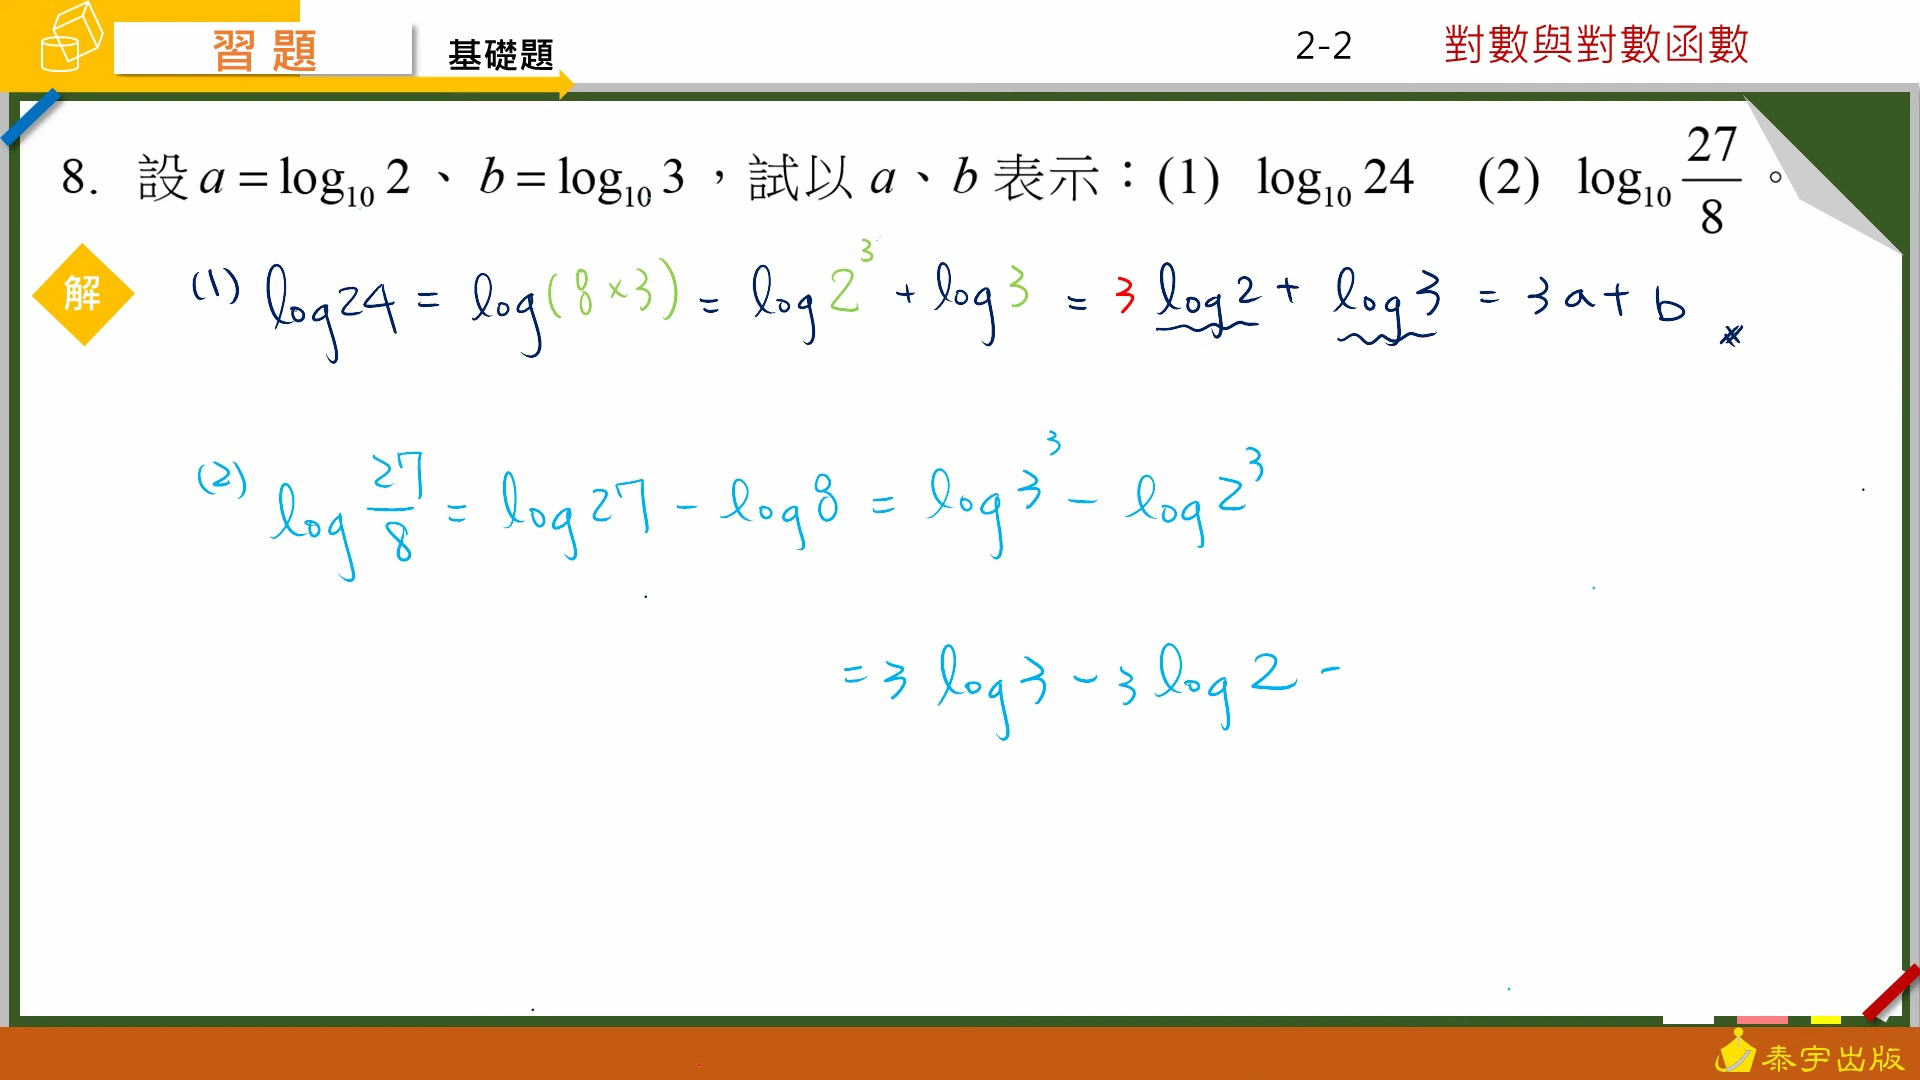 習題 基礎題 2-2 對數與對數函數
8. 設 a = log₁₀ 2、b = log₁₀ 3，試以 a、b 表示：(1) log₁₀ 24 (2) log₁₀ 27/8。
解 (1) log24 = log(8×3) = log2³ + log3 = 3log2 + log3 = 3a + b
(2) log 27/8 = log27 - log8 = log3³ - log2³
= 3log3 - 3log2 -
泰宇出版